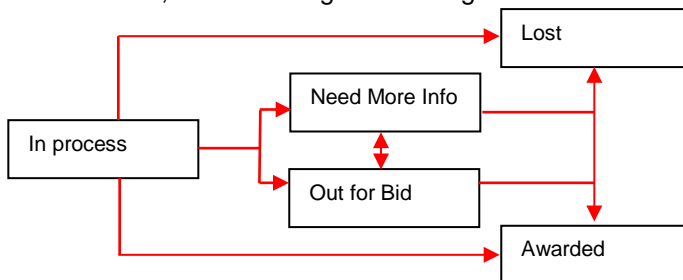 Lost
Need More Info
In process
Out for Bid
Awarded